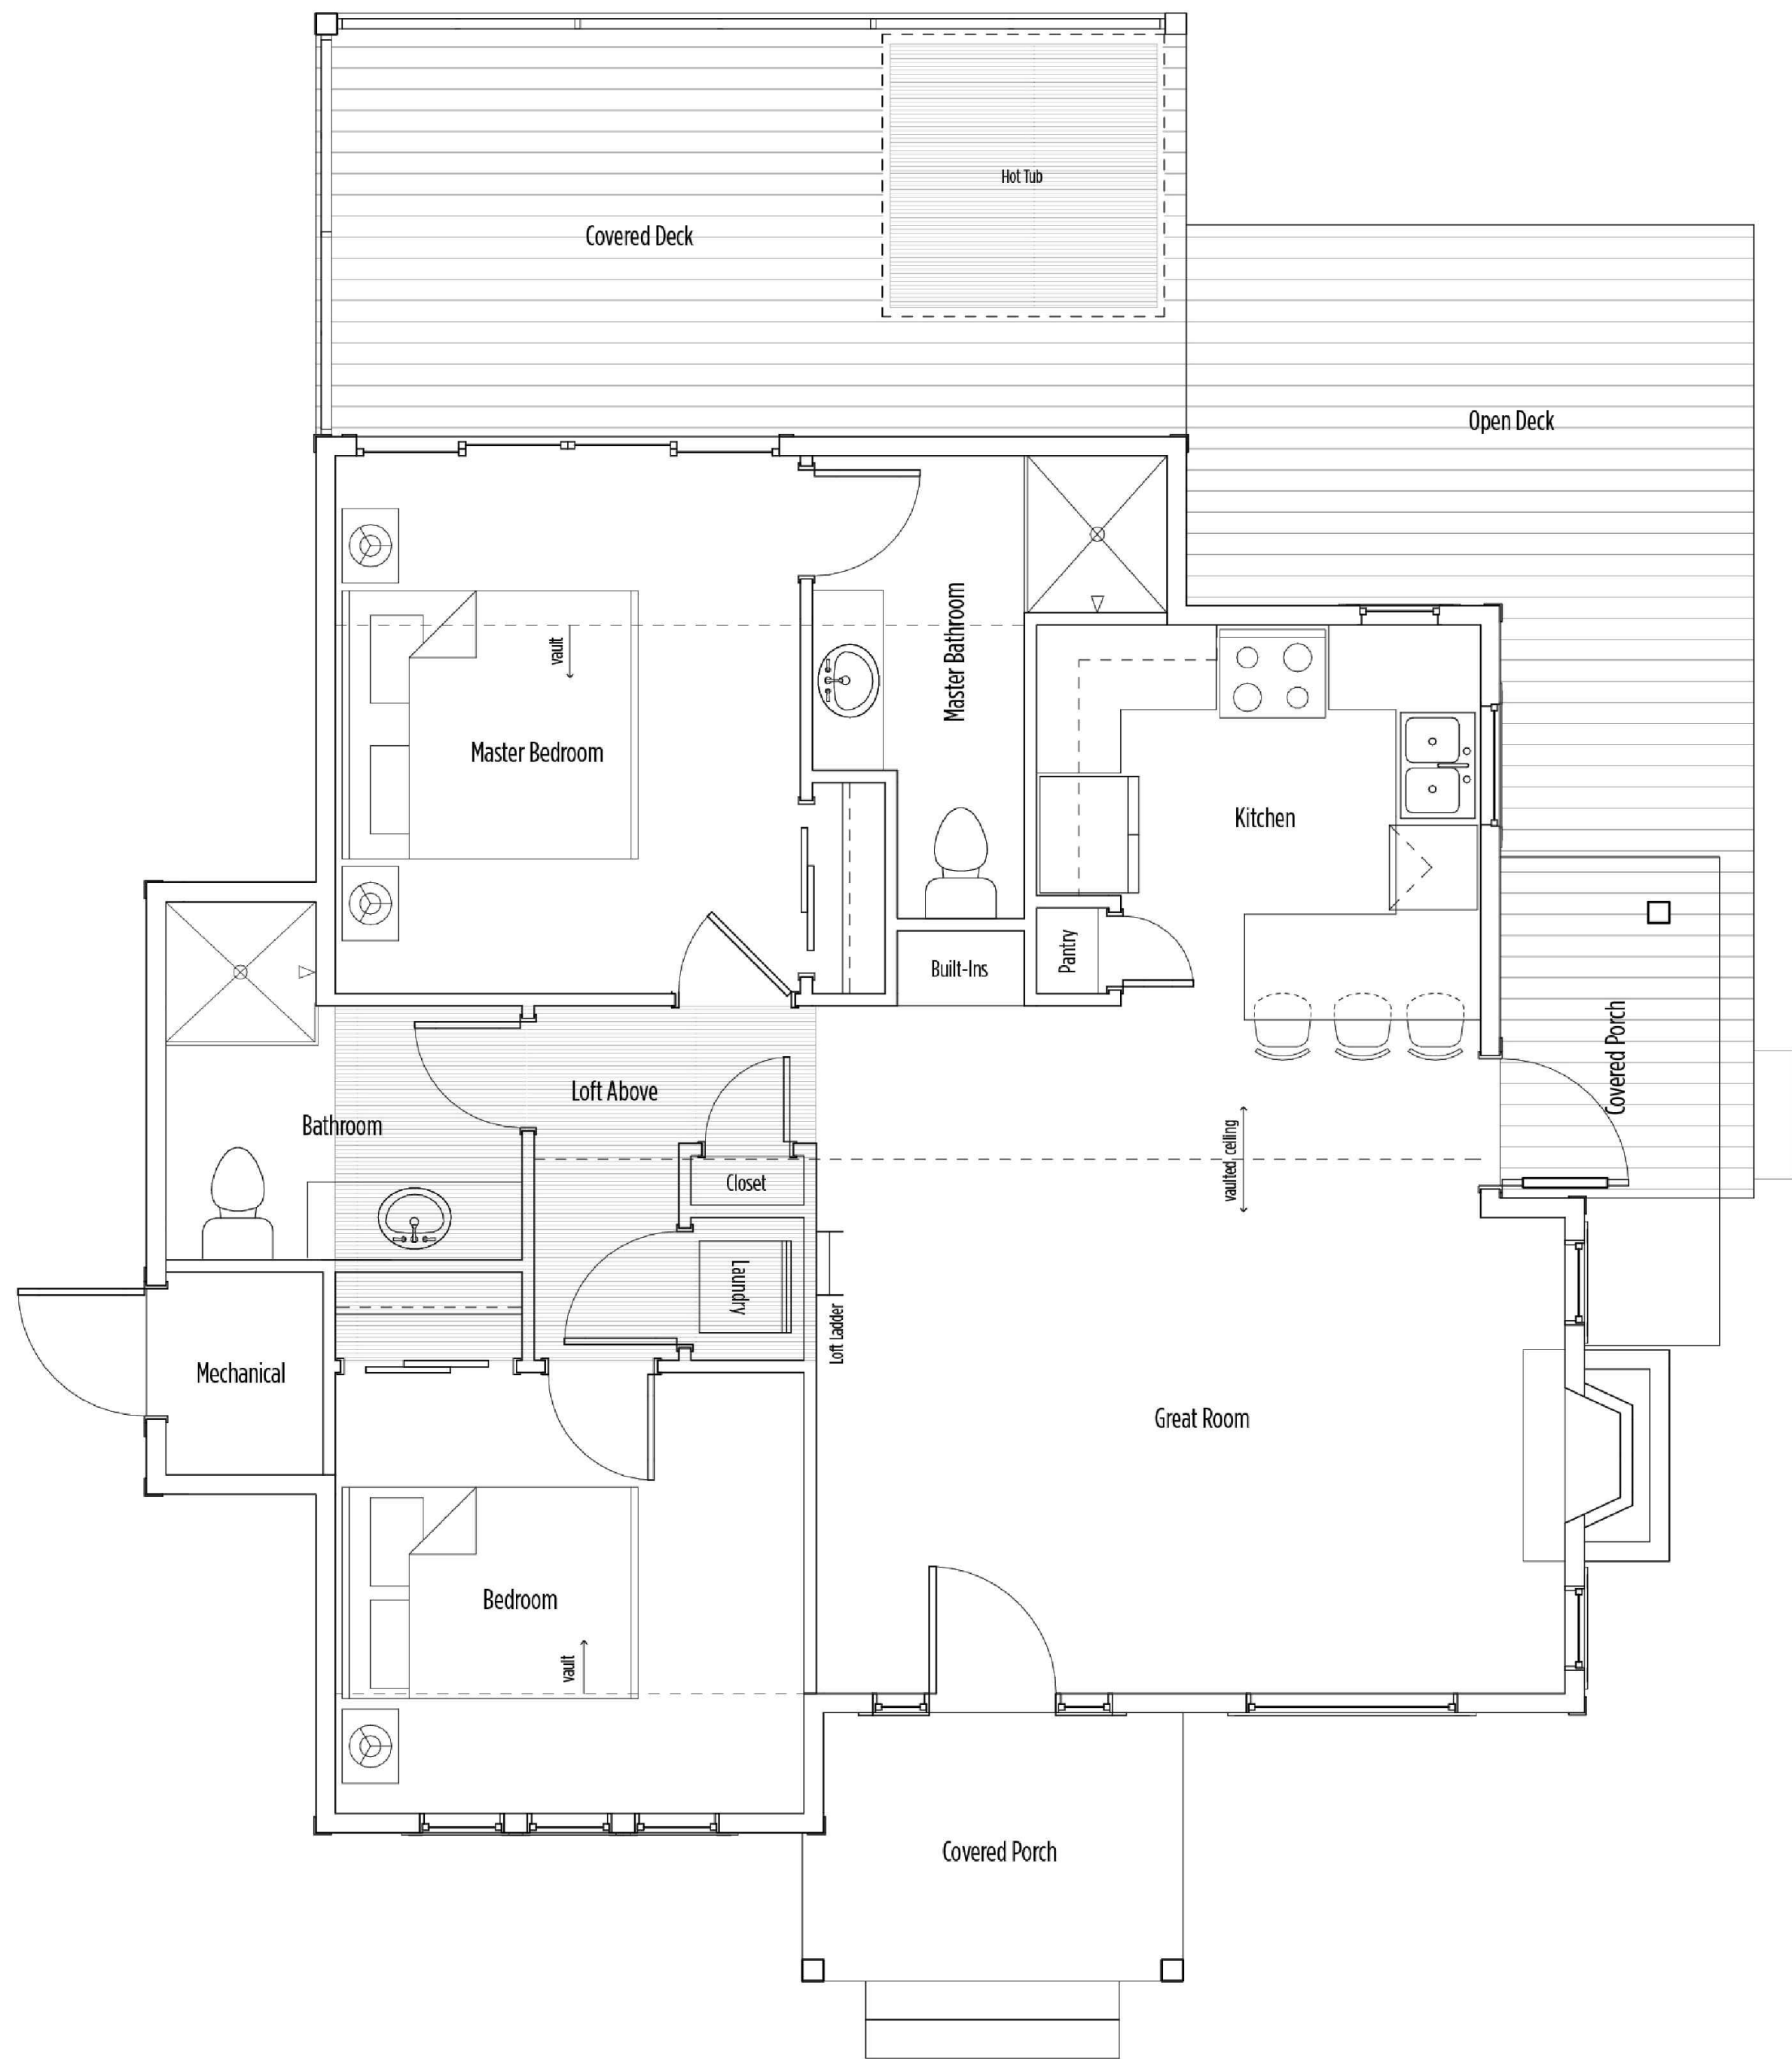 Hot Tub
Covered Deck
Open Deck
Master Bathroom
vault
Master Bedroom
Kitchen
Pantry
Built-Ins
Covered Porch
Loft Above
Bathroom
vaulted ceiling
Closet
Laundry
Loft Ladder
Mechanical
Great Room
Bedroom
vault
Covered Porch